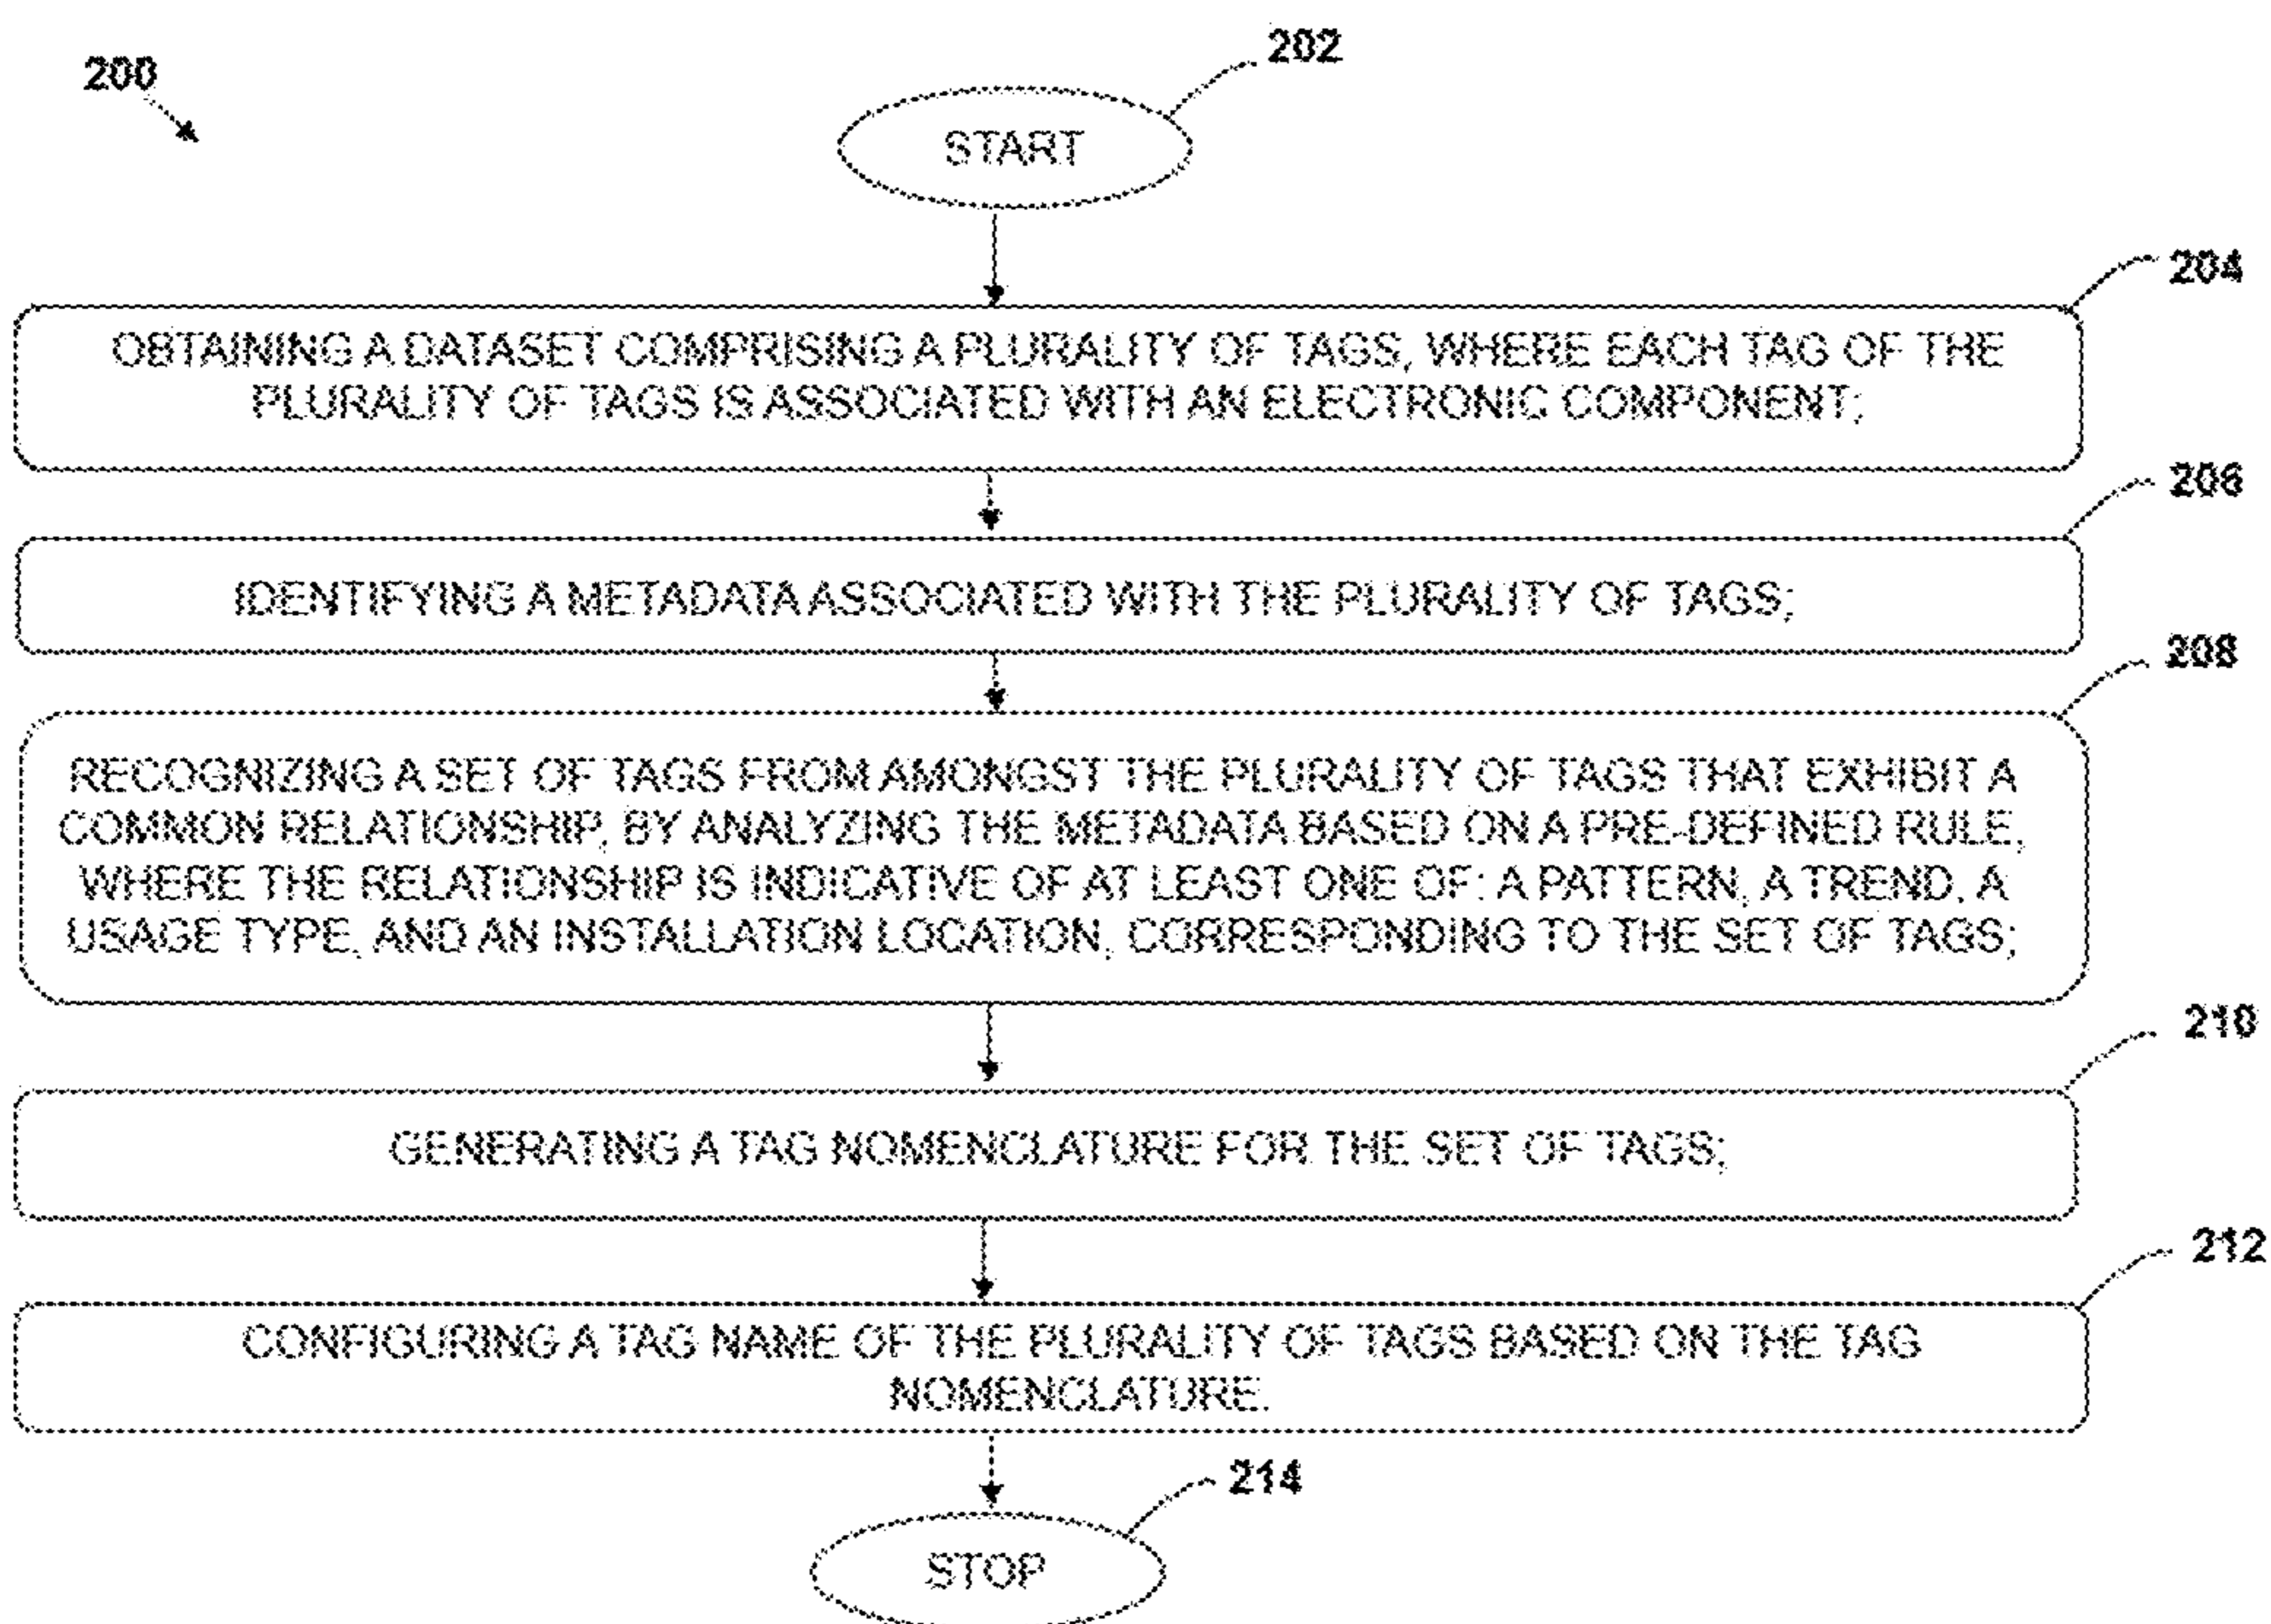 200
202
START
204
OBTAINING A DATASET COMPRISING A PLURALITY OF TAGS, WHERE EACH TAG OF THE
PLURALITY OF TAGS IS ASSOCIATED WITH AN ELECTRONIC COMPONENT;
206
IDENTIFYING A METADATA ASSOCIATED WITH THE PLURALITY OF TAGS;
208
RECOGNIZING A SET OF TAGS FROM AMONGST THE PLURALITY OF TAGS THAT EXHIBIT A
COMMON RELATIONSHIP, BY ANALYZING THE METADATA BASED ON A PRE-DEFINED RULE,
WHERE THE RELATIONSHIP IS INDICATIVE OF AT LEAST ONE OF: A PATTERN, A TREND, A
USAGE TYPE, AND AN INSTALLATION LOCATION, CORRESPONDING TO THE SET OF TAGS;
210
GENERATING A TAG NOMENCLATURE FOR THE SET OF TAGS;
212
CONFIGURING A TAG NAME OF THE PLURALITY OF TAGS BASED ON THE TAG
NOMENCLATURE.
214
STOP